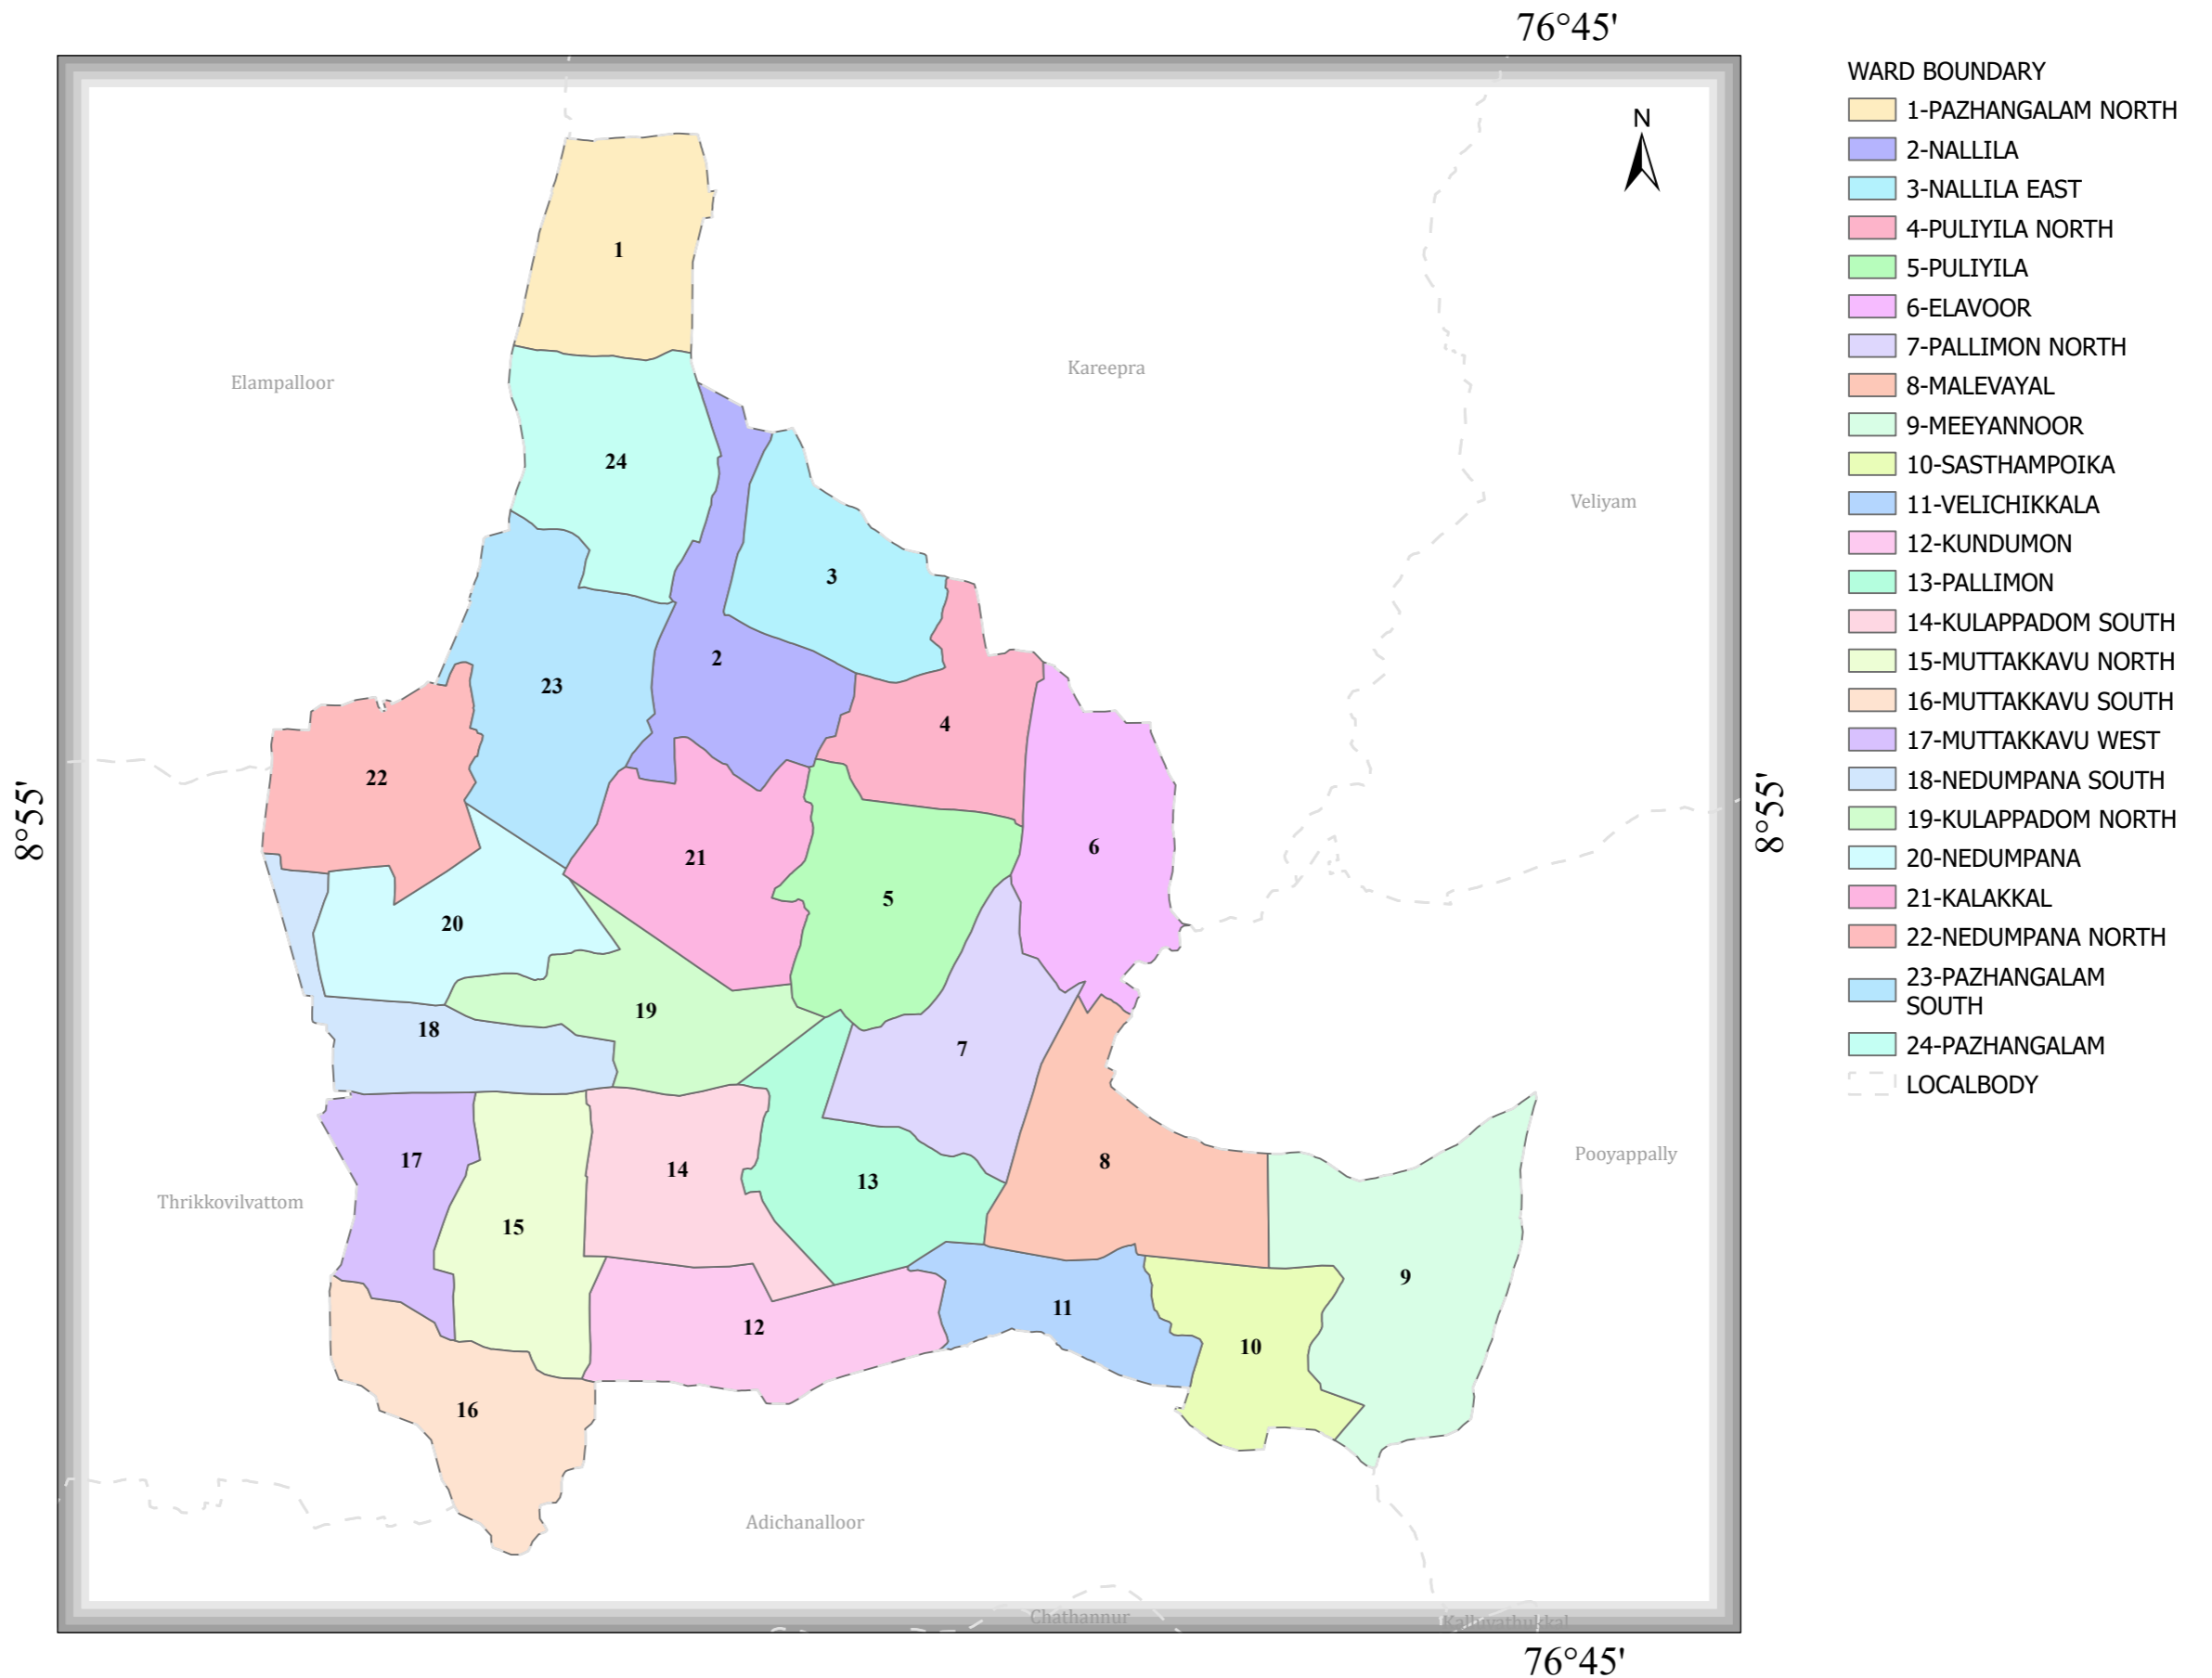 76°45'
WARD BOUNDARY
1-PAZHANGALAM NORTH
2-NALLILA
3-NALLILA EAST
4-PULIYILA NORTH
5-PULIYILA
6-ELAVOOR
7-PALLIMON NORTH
8-MALEVAYAL
9-MEEYANNOOR
10-SASTHAMPOIKA
11-VELICHIKKALA
12-KUNDUMON
13-PALLIMON
14-KULAPPADOM SOUTH
15-MUTTAKKAVU NORTH
16-MUTTAKKAVU SOUTH
17-MUTTAKKAVU WEST
18-NEDUMPANA SOUTH
19-KULAPPADOM NORTH
20-NEDUMPANA
21-KALAKKAL
22-NEDUMPANA NORTH
23-PAZHANGALAM
SOUTH
24-PAZHANGALAM
LOCALBODY
N
1
Kareepra
Elampalloor
24
Veliyam
3
2
23
4
22
8°55'
8°55'
6
21
5
20
19
18
7
Pooyappally
17
8
14
13
Thrikkovilvattom
15
9
11
12
10
16
Adichanalloor
Chathannur
Kalluvathukkal
76°45'